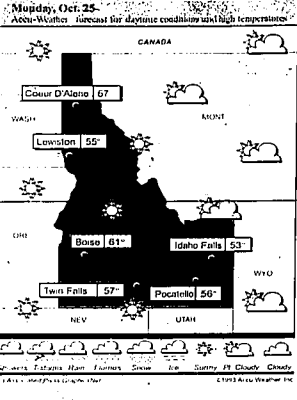 Monday, Oct. 25
Accu-Weather forecast for daytime conditions and high temperatures
CANADA
Coeur D'Alene 67
WASH
MONT.
Lewiston 55°
ORE
Boise 61°
Idaho Falls 53°
WYO
Twin Falls 57°
Pocatello 56°
NEV
UTAH
Showers T-storms Rain Flurries Snow Ice Sunny Pt. Cloudy Cloudy
©1993 Accu-Weather, Inc.